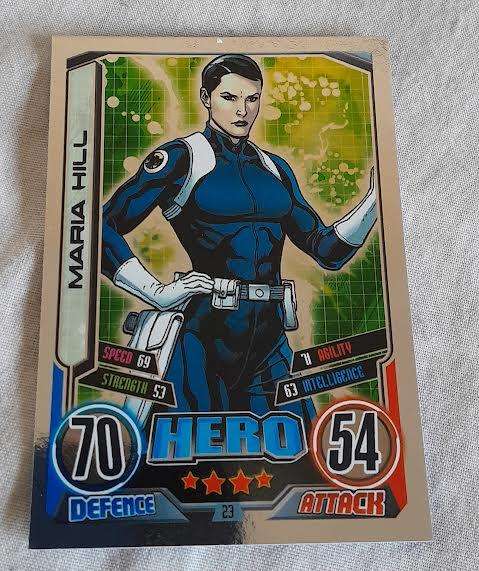 MARIA HILL
SPEED 69
71 AGILITY
STRENGTH 53
63 INTELLIGENCE
70
HERO
54
DEFENCE
23
ATTACK